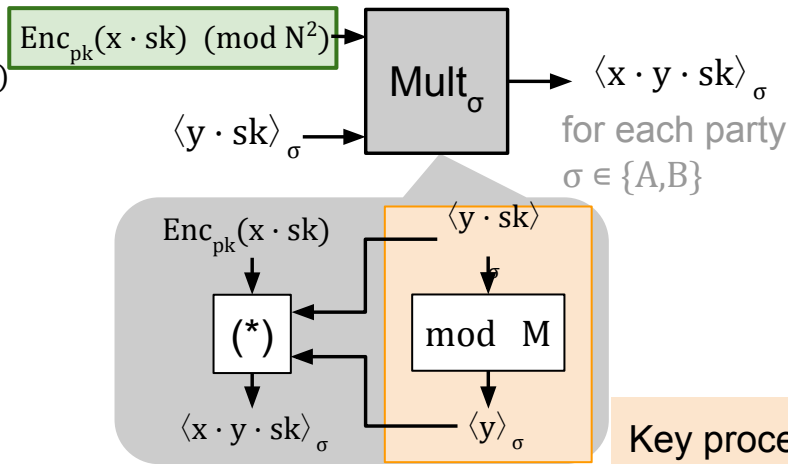 Enc_pk(x · sk) (mod N²)
)
Mult_σ
⟨x · y · sk⟩_σ
⟨y · sk⟩_σ
for each party
σ ∈ {A,B}
Enc_pk(x · sk)
⟨y · sk⟩
σ
(*)
mod M
⟨x · y · sk⟩_σ
⟨y⟩_σ
Key proce